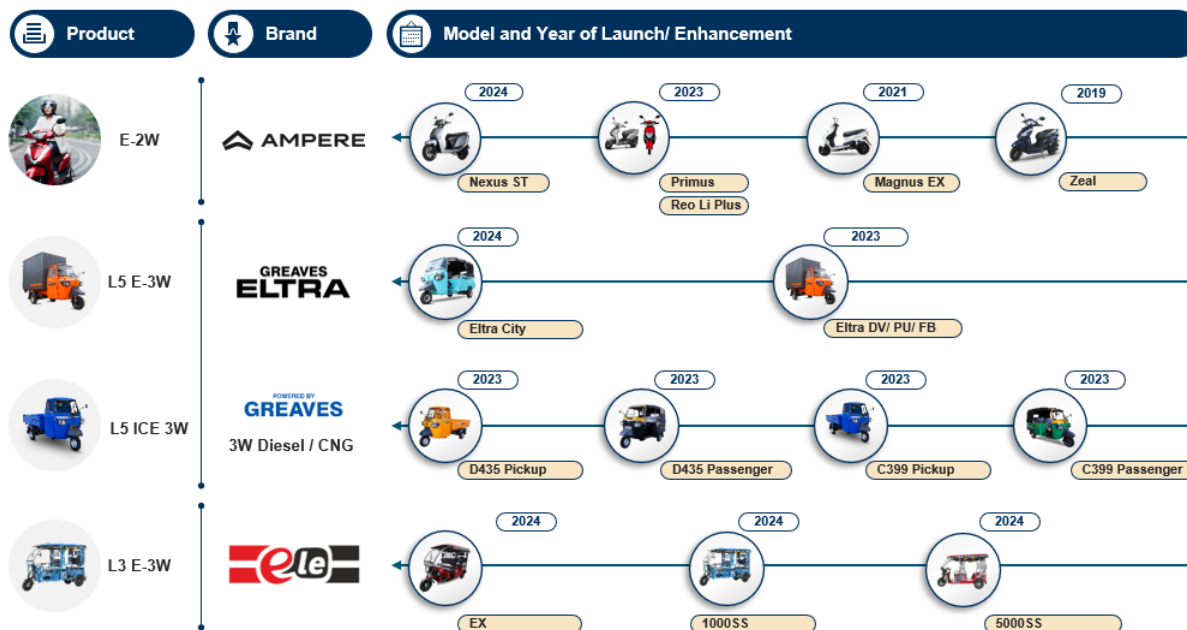 Product
Brand
Model and Year of Launch/ Enhancement
E-2W
AMPERE
2024
2023
2021
2019
Nexus ST
Primus
Reo Li Plus
Magnus EX
Zeal
L5 E-3W
GREAVES
ELTRA
2024
2023
Eltra City
Eltra DV/ PU/ FB
L5 ICE 3W
POWERED BY
GREAVES
3W Diesel / CNG
2023
2023
2023
2023
D435 Pickup
D435 Passenger
C399 Pickup
C399 Passenger
L3 E-3W
ele
2024
2024
2024
EX
1000SS
5000SS